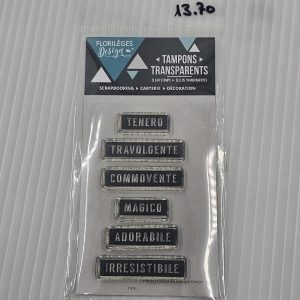 13.70
FLORILÈGES
Design
TAMPONS
TRANSPARENTS
SCRAPBOOKING • CARTERIE • DÉCORATION
TENERO
TRAVOLGENTE
COMMOVENTE
MAGICO
ADORABILE
IRRESISTIBILE